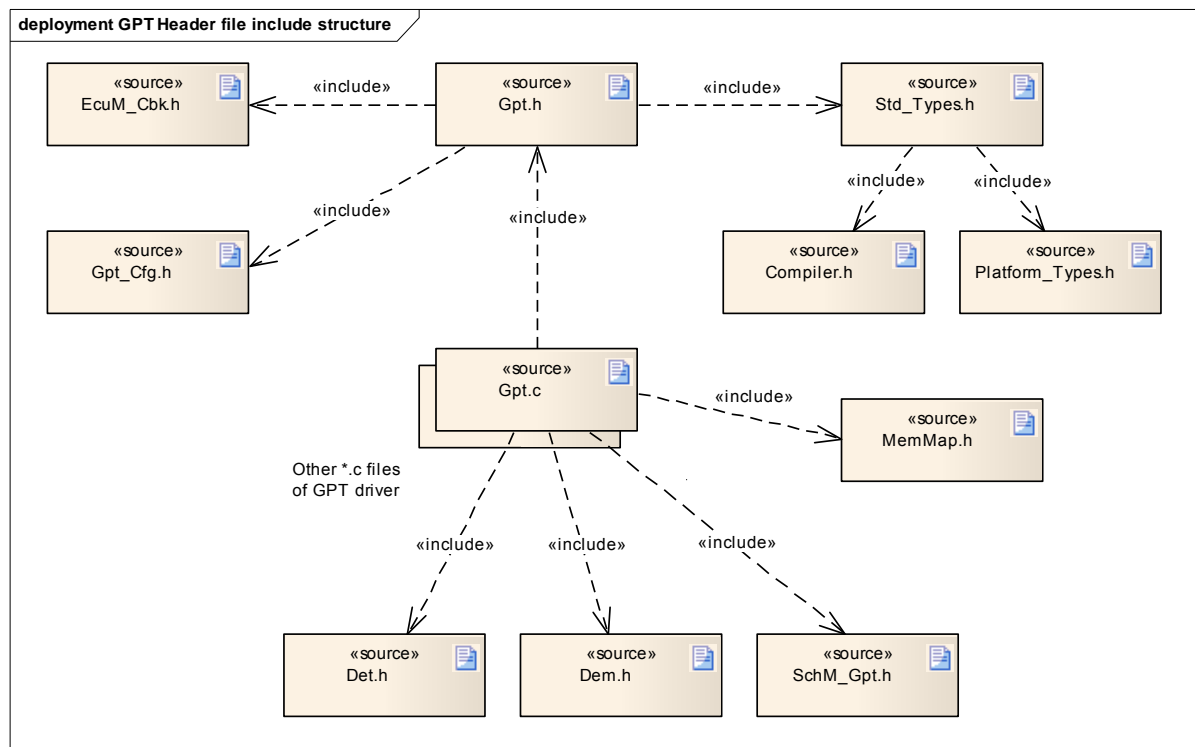 deployment GPT Header file include structure
«source»
EcuM_Cbk.h
«include»
«source»
Gpt.h
«include»
«source»
Std_Types.h
«include»
«include»
«include»
«include»
«source»
Gpt_Cfg.h
«source»
Compiler.h
«source»
Platform_Types.h
«source»
Gpt.c
«include»
«source»
MemMap.h
Other *.c files
of GPT driver
«include»
«include»
«include»
«source»
Det.h
«source»
Dem.h
«source»
SchM_Gpt.h